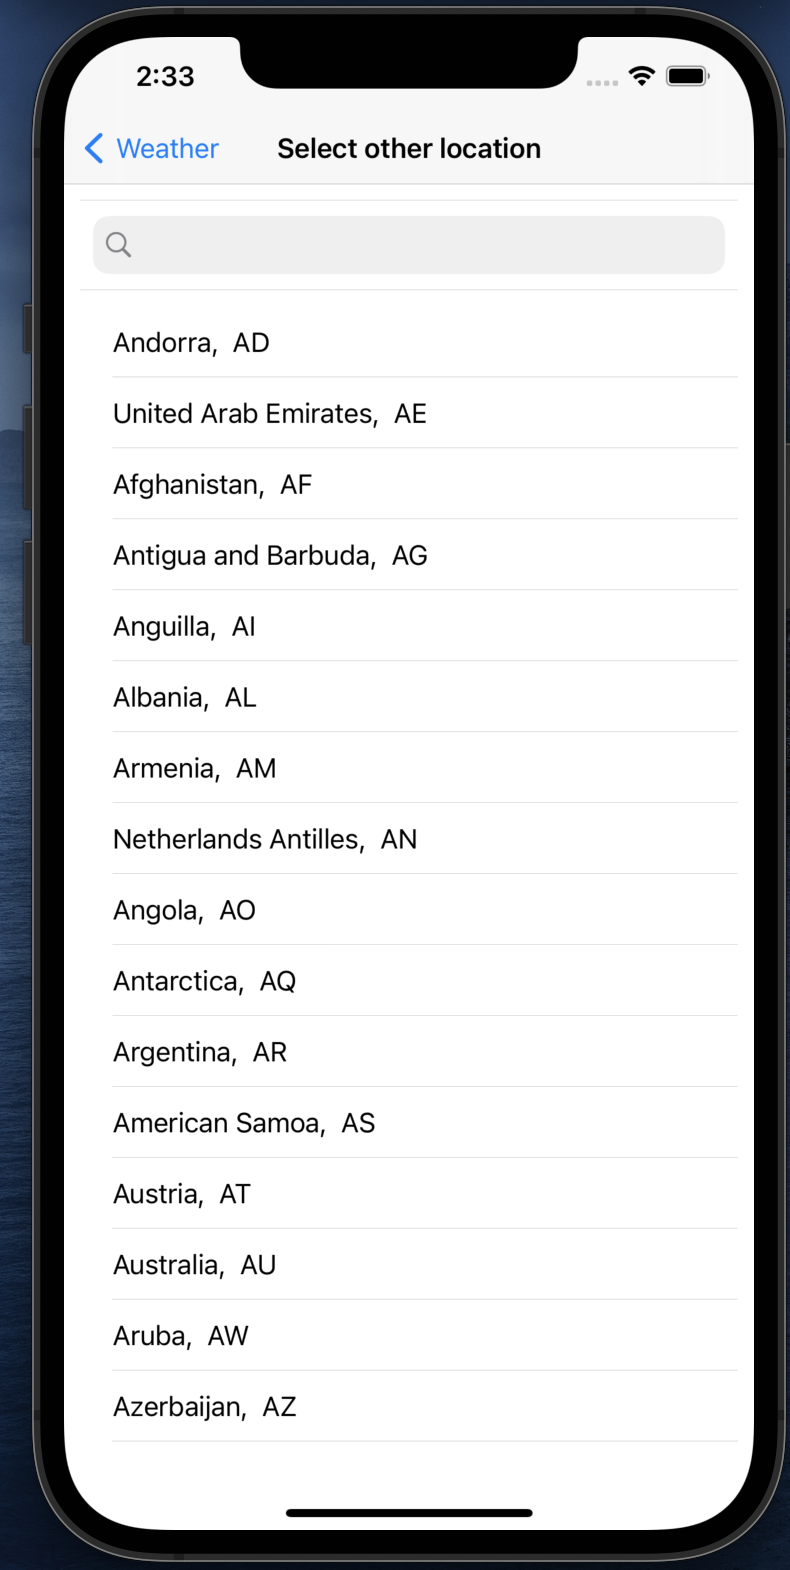 2:33
Weather Select other location
Andorra, AD
United Arab Emirates, AE
Afghanistan, AF
Antigua and Barbuda, AG
Anguilla, AI
Albania, AL
Armenia, AM
Netherlands Antilles, AN
Angola, AO
Antarctica, AQ
Argentina, AR
American Samoa, AS
Austria, AT
Australia, AU
Aruba, AW
Azerbaijan, AZ